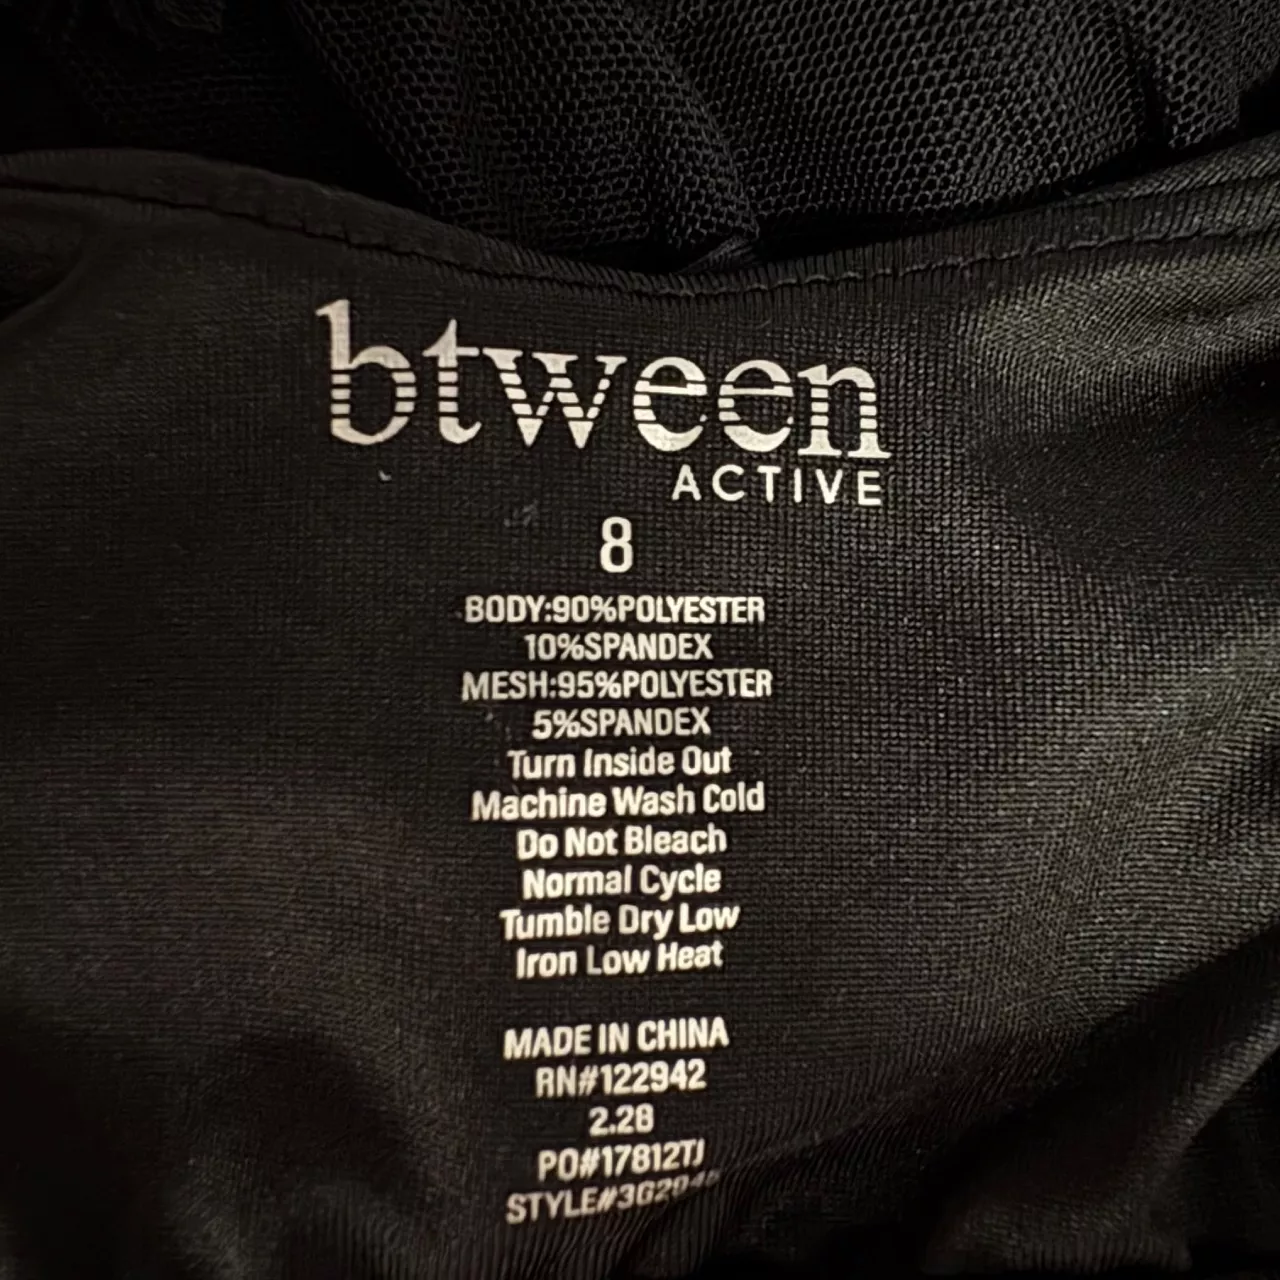 btween
ACTIVE
8
BODY:90%POLYESTER
10%SPANDEX
MESH:95%POLYESTER
5%SPANDEX
Turn Inside Out
Machine Wash Cold
Do Not Bleach
Normal Cycle
Tumble Dry Low
Iron Low Heat
MADE IN CHINA
RN#122942
2.28
PO#17812TJ